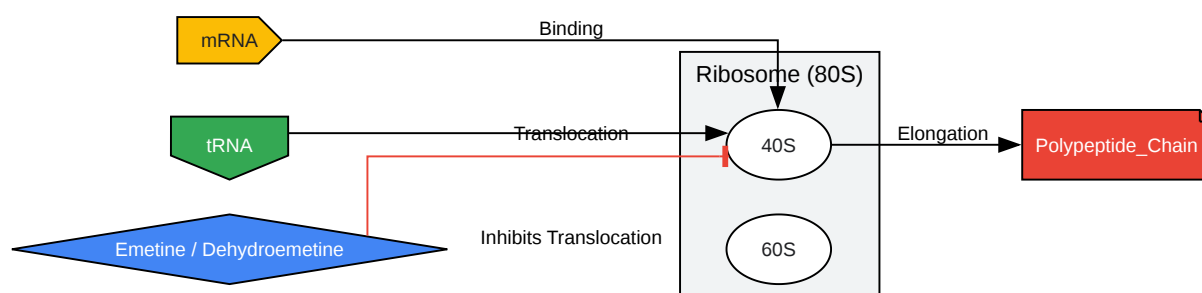 mRNA
Binding
Ribosome (80S)
tRNA
Translocation
40S
Elongation
Polypeptide_Chain
Emetine / Dehydroemetine
Inhibits Translocation
60S